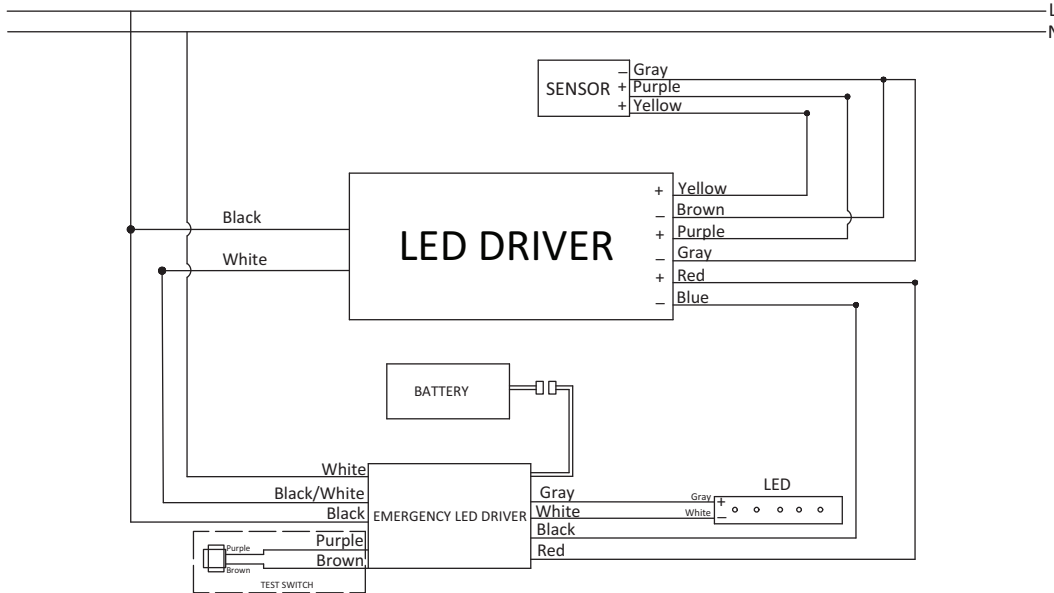 L
N
Gray
SENSOR
Purple
Yellow
Yellow
Brown
Black
LED DRIVER
Purple
White
Gray
Red
Blue
BATTERY
White
LED
Black/White
Gray
Gray
White
White
Black
EMERGENCY LED DRIVER
Black
Purple
Purple
Red
Brown
Brown
TEST SWITCH